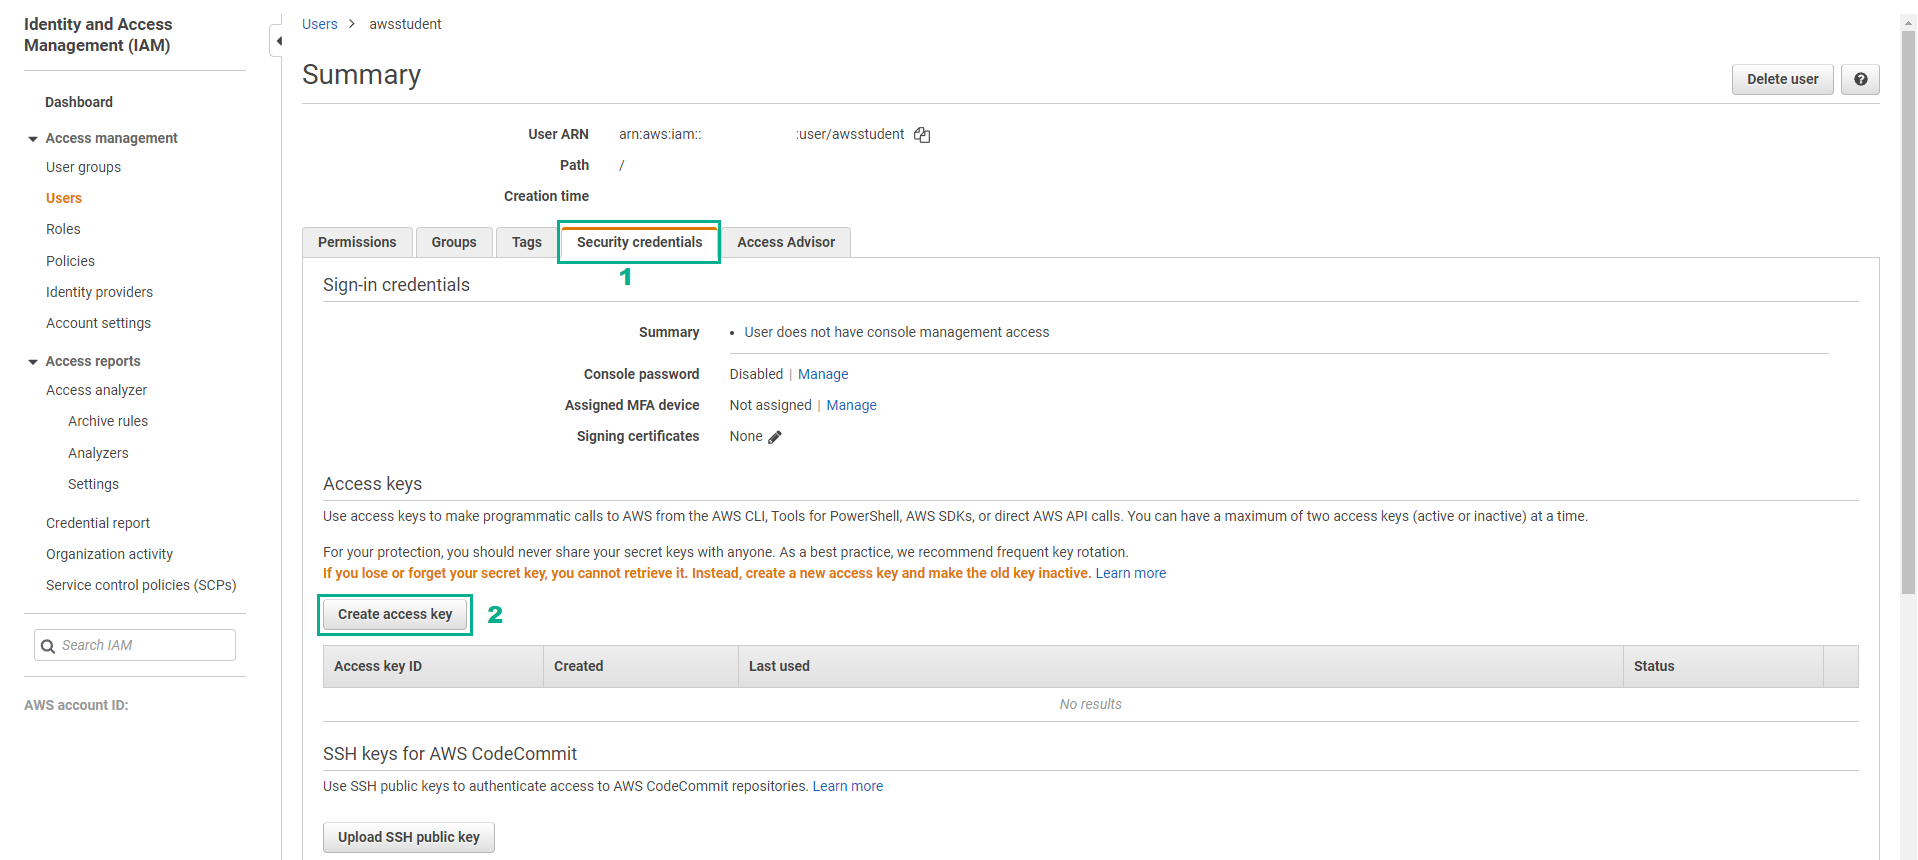 Identity and Access
Management (IAM)
Dashboard
Access management
User groups
Users
Roles
Policies
Identity providers
Account settings
Access reports
Access analyzer
Archive rules
Analyzers
Settings
Credential report
Organization activity
Service control policies (SCPs)
Search IAM
AWS account ID:
Users > awsstudent
Summary
Delete user
User ARN arn:aws:iam:: :user/awsstudent
Path /
Creation time
Permissions Groups Tags Security credentials Access Advisor
1
Sign-in credentials
Summary • User does not have console management access
Console password Disabled | Manage
Assigned MFA device Not assigned | Manage
Signing certificates None
Access keys
Use access keys to make programmatic calls to AWS from the AWS CLI, Tools for PowerShell, AWS SDKs, or direct AWS API calls. You can have a maximum of two access keys (active or inactive) at a time.
For your protection, you should never share your secret keys with anyone. As a best practice, we recommend frequent key rotation.
If you lose or forget your secret key, you cannot retrieve it. Instead, create a new access key and make the old key inactive. Learn more
Create access key 2
Access key ID Created Last used Status
No results
SSH keys for AWS CodeCommit
Use SSH public keys to authenticate access to AWS CodeCommit repositories. Learn more
Upload SSH public key